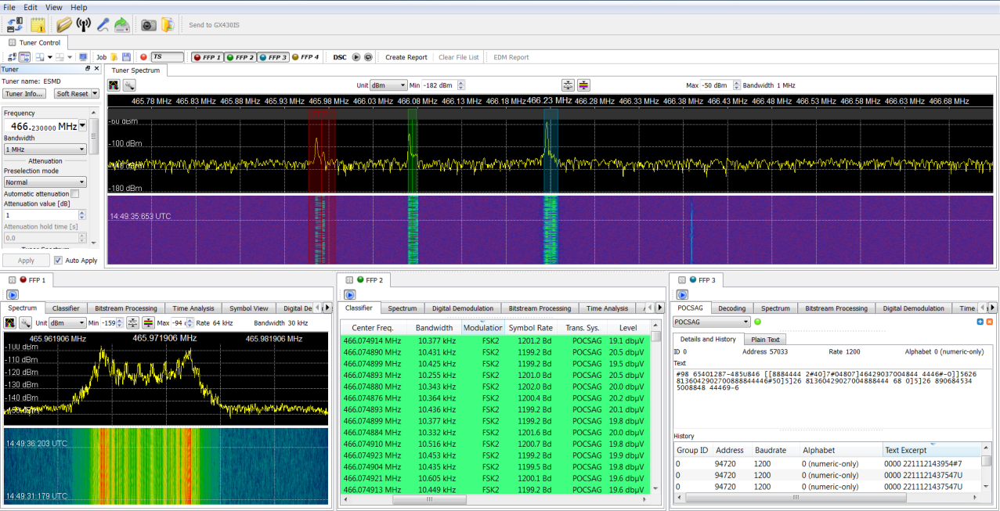 File Edit View Help
Send to GX430IS
Tuner Control
Job TS FFP 1 FFP 2 FFP 3 FFP 4 DSC Create Report Clear File List EDM Report
Tuner
Tuner name: ESMD
Tuner Info... Soft Reset
Frequency
466.230000 MHz
Bandwidth
1 MHz
Attenuation
Preselection mode
Normal
Automatic attenuation
Attenuation value [dB]
1
Attenuation hold time [s]
0.0
Tuner Spectrum
Apply Auto Apply
Tuner Spectrum
Unit dBm Min -182 dBm Max -50 dBm Bandwidth 1 MHz
465.78 MHz 465.83 MHz 465.88 MHz 465.93 MHz 465.98 MHz 466.03 MHz 466.08 MHz 466.13 MHz 466.18 MHz 466.23 MHz 466.28 MHz 466.33 MHz 466.38 MHz 466.43 MHz 466.48 MHz 466.53 MHz 466.58 MHz 466.63 MHz 466.68 MHz
-60 dBm
-100 dBm
-140 dBm
-180 dBm
14:49:35:653 UTC
FFP 1
Spectrum Classifier Bitstream Processing Time Analysis Symbol View Digital De
Unit dBm Min -159 Max -94 Rate 64 kHz Bandwidth 30 kHz
465.961906 MHz 465.971906 MHz 465.981906 MHz
-100 dBm
-110 dBm
-120 dBm
-130 dBm
-140 dBm
-150 dBm
14:49:36:203 UTC
14:49:31:179 UTC
FFP 2
Classifier Spectrum Digital Demodulation Bitstream Processing Time Analysis
Center Freq. Bandwidth Modulation Symbol Rate Trans. Sys. Level
466.074914 MHz 10.377 kHz FSK2 1201.2 Bd POCSAG 19.1 dbµV
466.074890 MHz 10.431 kHz FSK2 1199.2 Bd POCSAG 20.5 dbµV
466.074899 MHz 10.425 kHz FSK2 1199.2 Bd POCSAG 19.5 dbµV
466.074893 MHz 10.255 kHz FSK2 1201.0 Bd POCSAG 20.5 dbµV
466.074880 MHz 10.343 kHz FSK2 1202.0 Bd POCSAG 20.0 dbµV
466.074876 MHz 10.364 kHz FSK2 1200.4 Bd POCSAG 20.2 dbµV
466.074893 MHz 10.436 kHz FSK2 1199.2 Bd POCSAG 20.1 dbµV
466.074899 MHz 10.377 kHz FSK2 1199.2 Bd POCSAG 19.8 dbµV
466.074884 MHz 10.332 kHz FSK2 1201.6 Bd POCSAG 20.0 dbµV
466.074910 MHz 10.516 kHz FSK2 1200.7 Bd POCSAG 19.8 dbµV
466.074923 MHz 10.453 kHz FSK2 1199.2 Bd POCSAG 19.9 dbµV
466.074904 MHz 10.435 kHz FSK2 1199.5 Bd POCSAG 19.8 dbµV
466.074921 MHz 10.605 kHz FSK2 1200.1 Bd POCSAG 19.6 dbµV
466.074913 MHz 10.449 kHz FSK2 1199.2 Bd POCSAG 19.6 dbµV
FFP 3
POCSAG Decoding Spectrum Bitstream Processing Digital Demodulation Time
POCSAG
Details and History Plain Text
ID 0 Address 57033 Rate 1200 Alphabet 0 (numeric-only)
Text
#98 65401287-485U846 [[8884444 2#40]7#04807]46429037004844 4446#-0]]5626
8136042902700888844446#50]5]26 81360429027004888444 68 0]5]26 890684534
5008848 44469-6
History
Group ID Address Baudrate Alphabet Text Excerpt
0 94720 1200 0 (numeric-only) 0000 221112143954#7
0 94720 1200 0 (numeric-only) 0000 221112143​7547U
0 94720 1200 0 (numeric-only) 0000 221112143​7547U